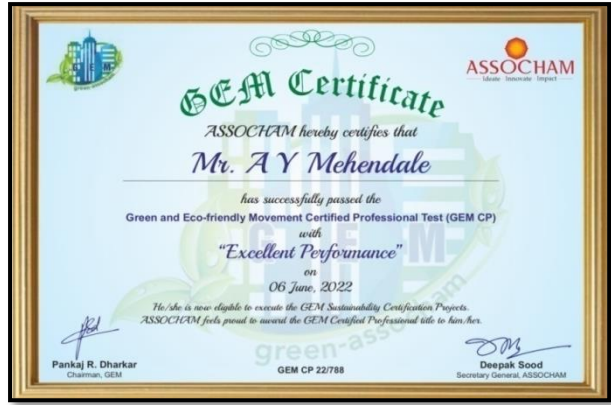 GEM
green-assocham
ASSOCHAM
Ideate Innovate Impact
GEM Certificate
ASSOCHAM hereby certifies that
Mr. A Y Mehendale
has successfully passed the
Green and Eco-friendly Movement Certified Professional Test (GEM CP)
with
"Excellent Performance"
on
06 June, 2022
He/she is now eligible to execute the GEM Sustainability Certification Projects.
ASSOCHAM feels proud to award the GEM Certified Professional title to him/her.
Pankaj R. Dharkar
Chairman, GEM
GEM CP 22/788
Deepak Sood
Secretary General, ASSOCHAM